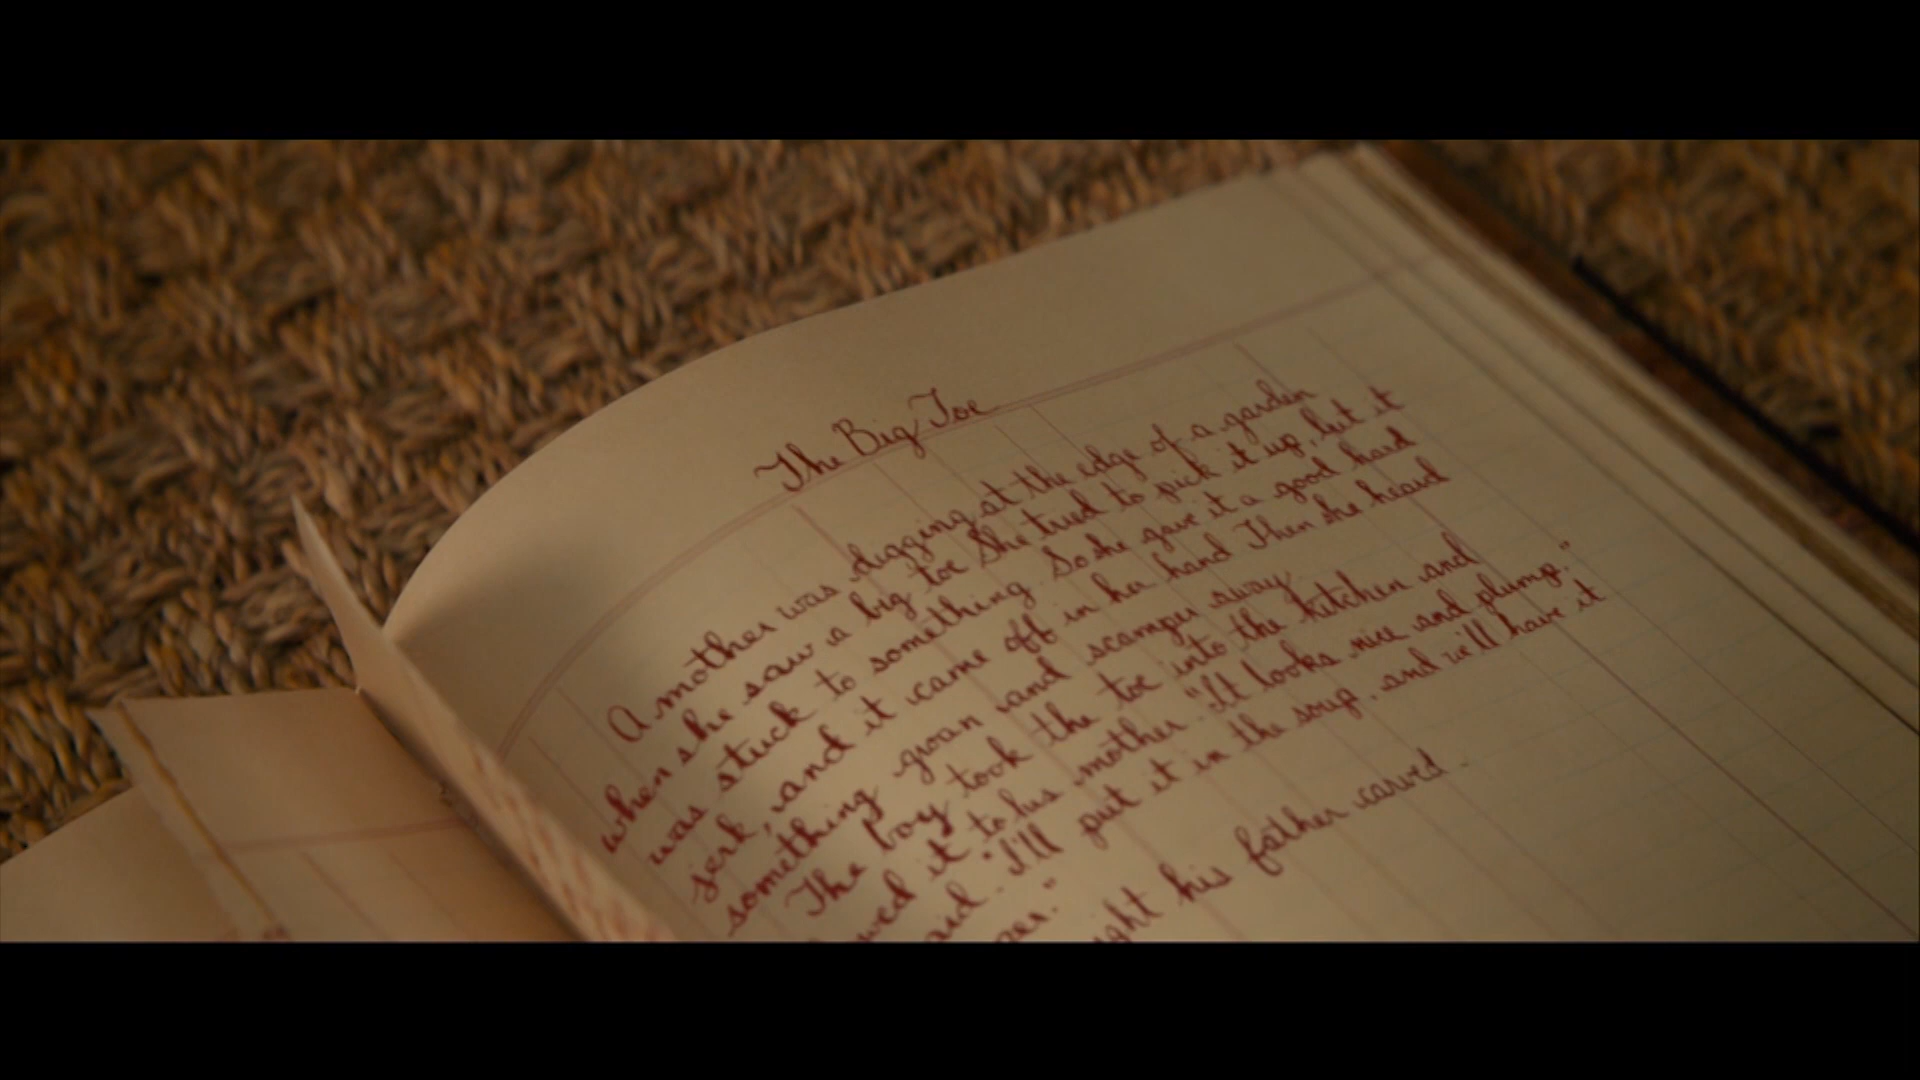 The Big Toe
A mother was digging at the edge of a garden
when she saw a big toe She tried to pick it up, but it
was stuck to something. So she gave it a good hard
jerk, and it came off in her hand Then she heard
something groan and scamper away
The boy took the toe into the kitchen and
wed it to his mother. "It looks nice and plump."
aid. "I'll put it in the soup, and we'll have it
per."
ght his father carved.